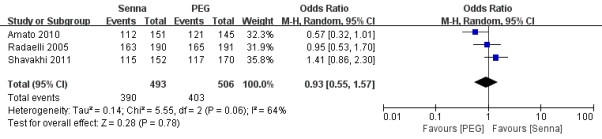 Senna PEG Odds Ratio Odds Ratio
Study or Subgroup Events Total Events Total Weight M-H, Random, 95% CI M-H, Random, 95% CI
Amato 2010 112 151 121 145 32.3% 0.57 [0.32, 1.01]
Radaelli 2005 163 190 165 191 31.5% 0.95 [0.53, 1.70]
Shavakhi 2011 115 152 117 170 36.2% 1.41 [0.86, 2.30]
Total (95% CI) 493 506 100.0% 0.93 [0.55, 1.57]
Total events 390 403
Heterogeneity: Tau² = 0.14; Chi² = 5.55, df = 2 (P = 0.06); I² = 64%
Test for overall effect: Z = 0.28 (P = 0.78)
0.01 0.1 1 10 100
Favours [PEG] Favours [Senna]